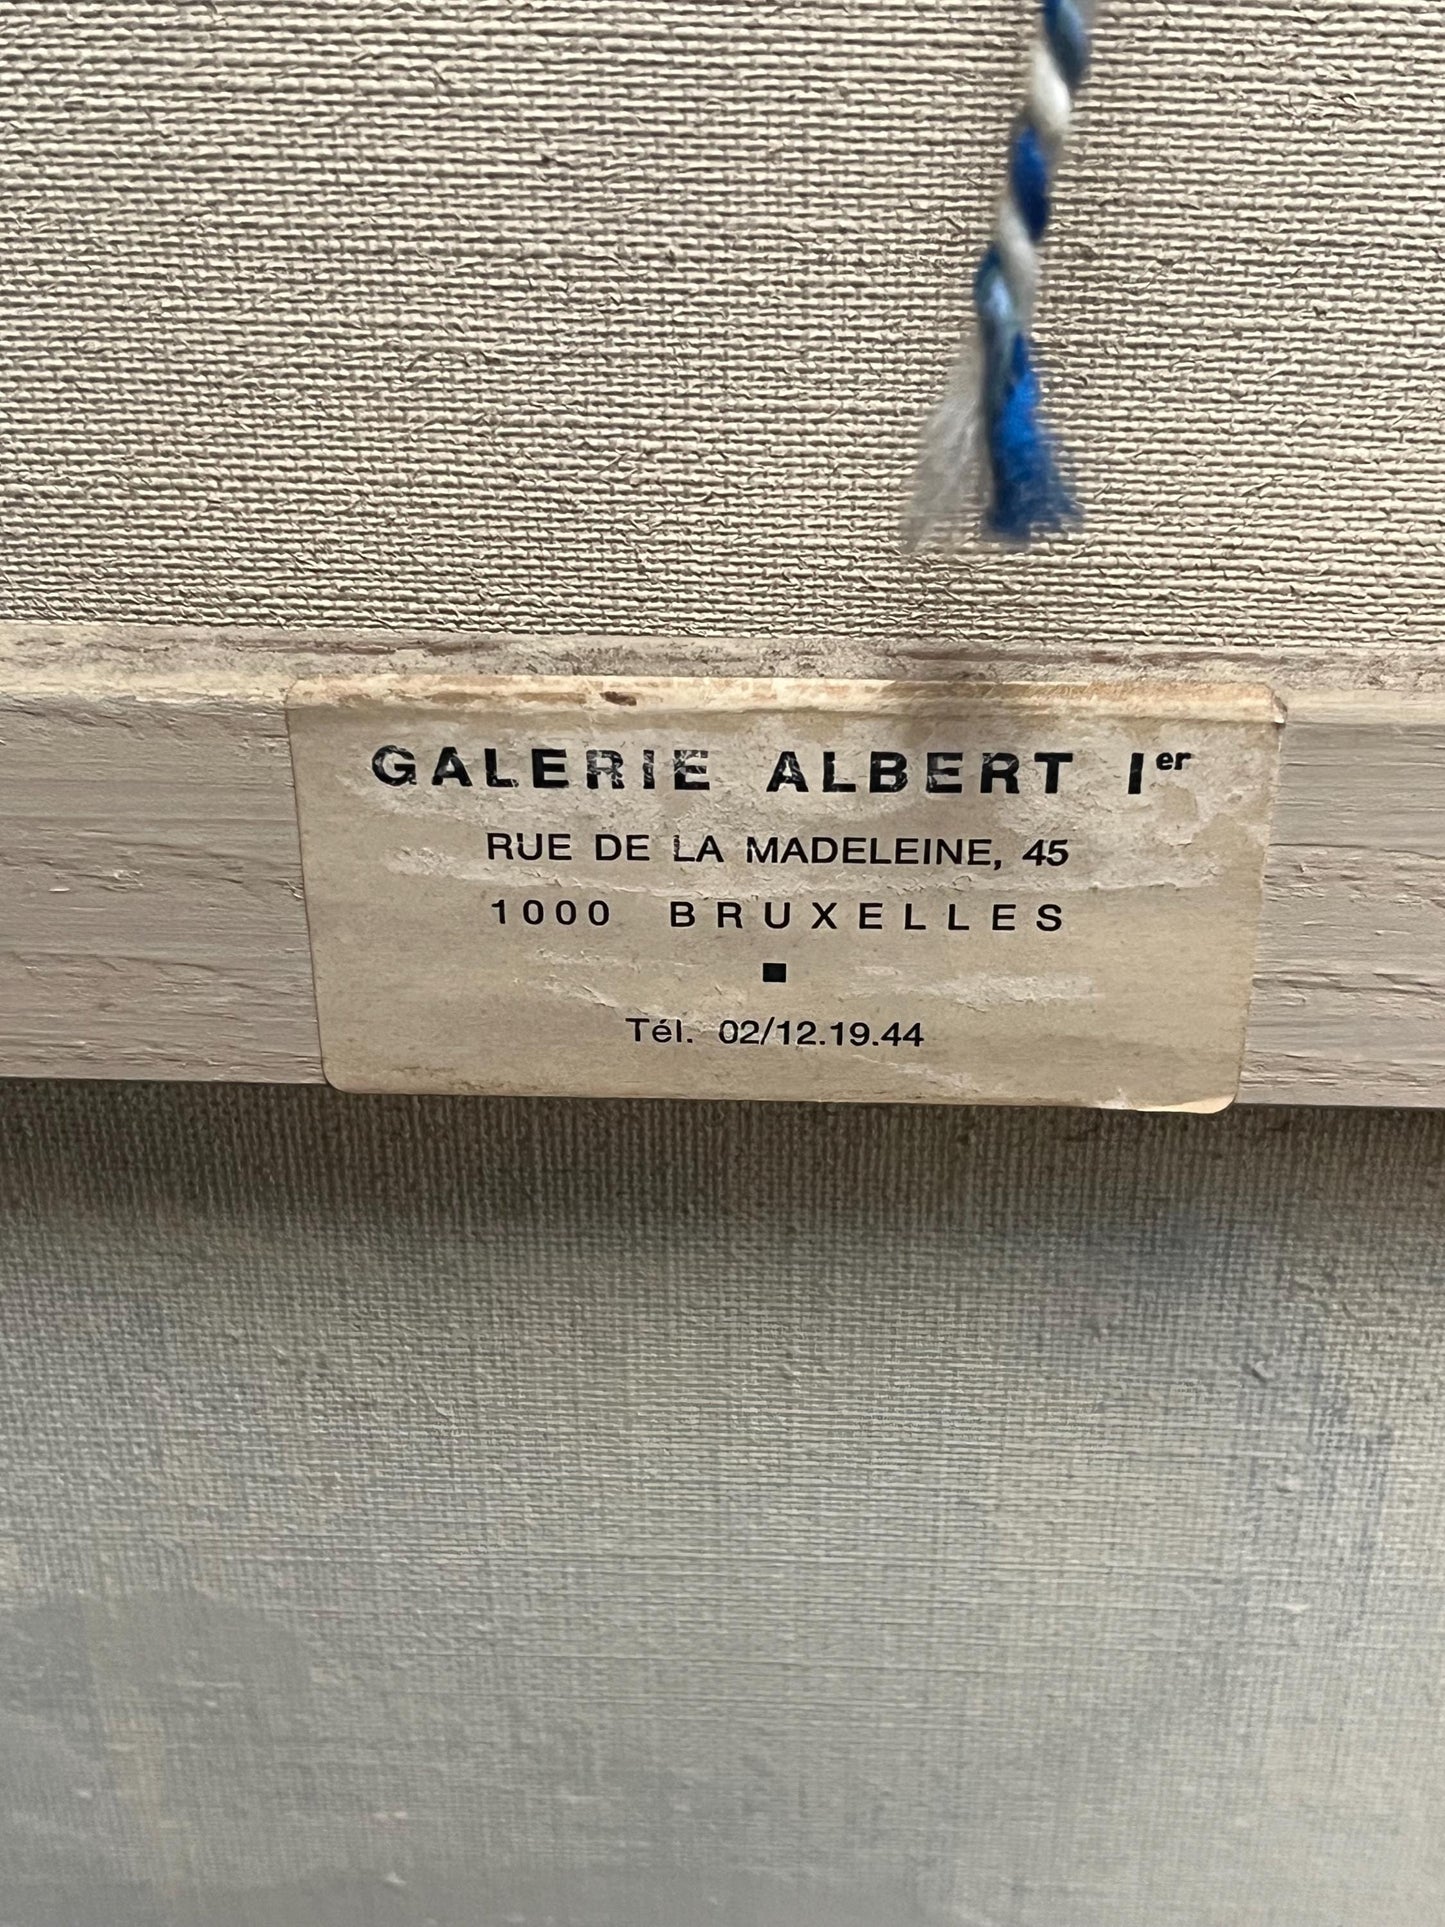 GALERIE ALBERT Ier
RUE DE LA MADELEINE, 45
1000 BRUXELLES
Tél. 02/12.19.44